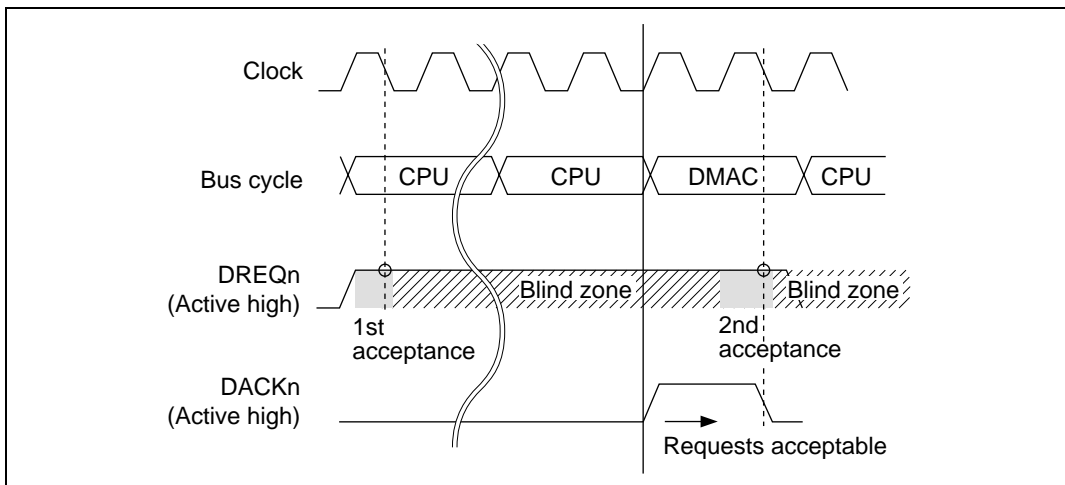 Clock
Bus cycle
CPU
CPU
DMAC
CPU
DREQn
(Active high)
Blind zone
Blind zone
1st
acceptance
2nd
acceptance
DACKn
(Active high)
Requests acceptable